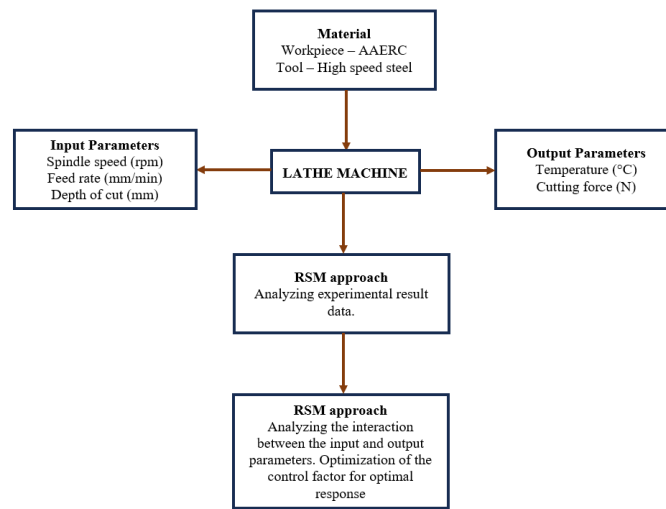 Material
Workpiece – AAERC
Tool – High speed steel
Input Parameters
Spindle speed (rpm)
Feed rate (mm/min)
Depth of cut (mm)
LATHE MACHINE
Output Parameters
Temperature (°C)
Cutting force (N)
RSM approach
Analyzing experimental result
data.
RSM approach
Analyzing the interaction
between the input and output
parameters. Optimization of the
control factor for optimal
response